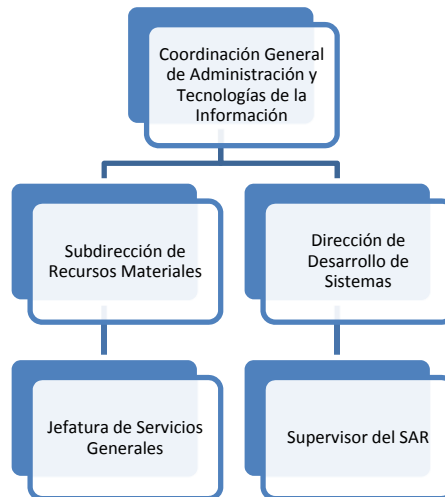 Coordinación General
de Administración y
Tecnologías de la
Información
Subdirección de
Recursos Materiales
Dirección de
Desarrollo de
Sistemas
Jefatura de Servicios
Generales
Supervisor del SAR